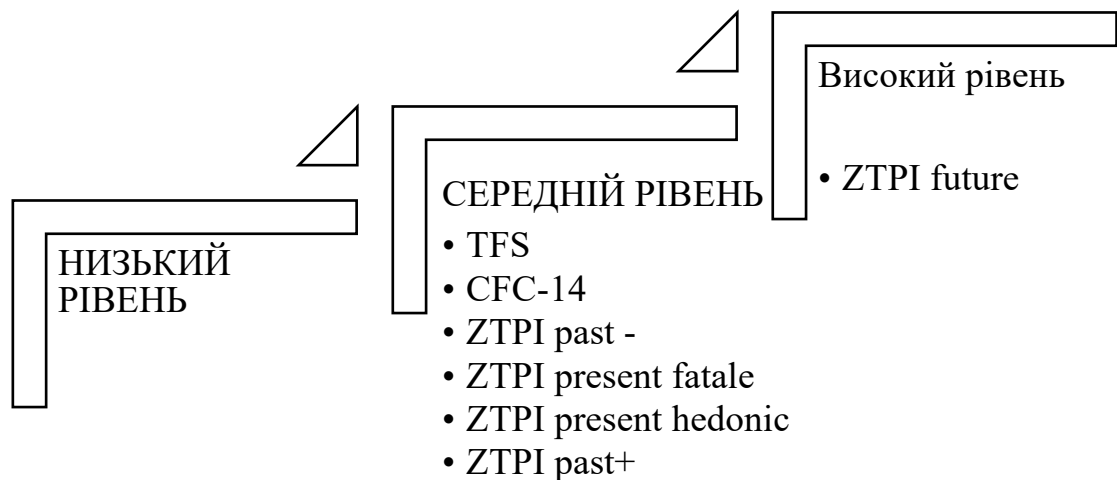 НИЗЬКИЙ
РІВЕНЬ
СЕРЕДНІЙ РІВЕНЬ
• TFS
• CFC-14
• ZTPI past -
• ZTPI present fatale
• ZTPI present hedonic
• ZTPI past+
Високий рівень
• ZTPI future